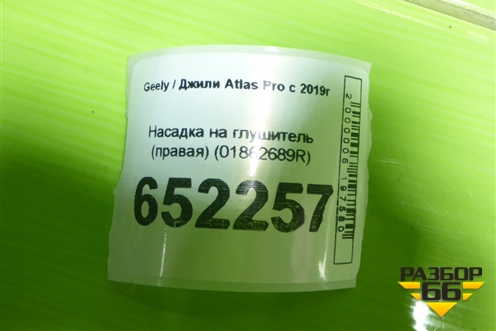 Geely / Джили Atlas Pro с 2019г
Насадка на глушитель
(правая) (01862689R)
652257
2000006197580
РАЗБОР
66